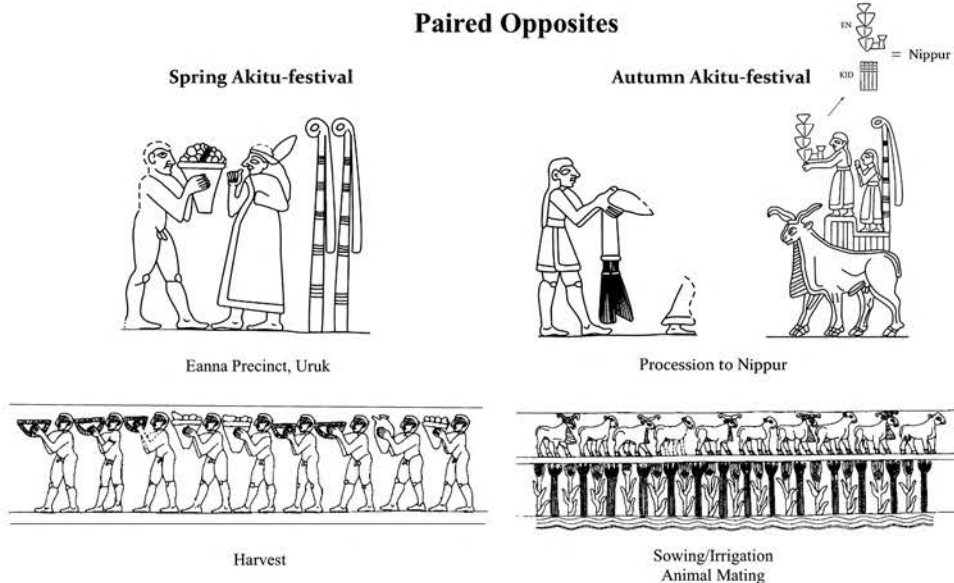 Paired Opposites
Spring Akitu-festival
Autumn Akitu-festival
EN
KID
= Nippur
Eanna Precinct, Uruk
Procession to Nippur
Harvest
Sowing/Irrigation
Animal Mating